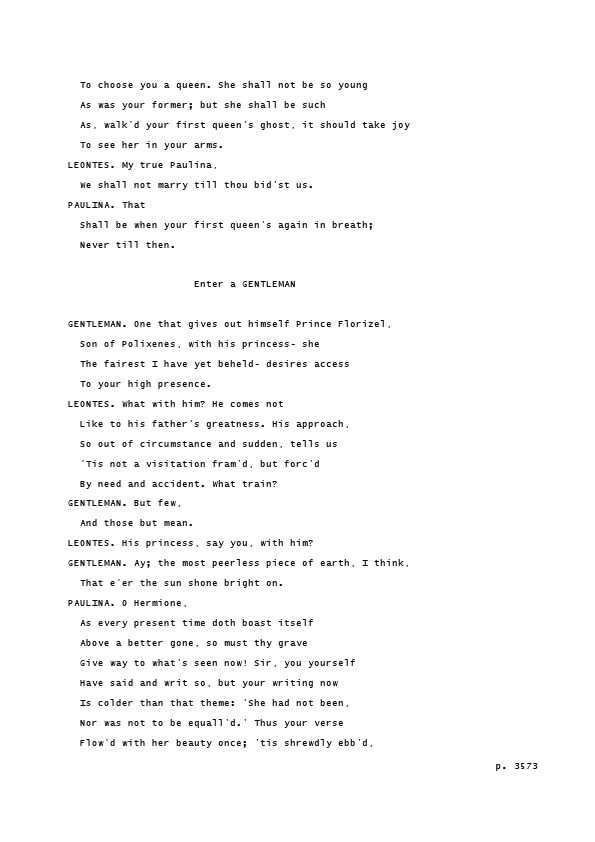 To choose you a queen. She shall not be so young
As was your former; but she shall be such
As, walk'd your first queen's ghost, it should take joy
To see her in your arms.
LEONTES. My true Paulina,
We shall not marry till thou bid'st us.
PAULINA. That
Shall be when your first queen's again in breath;
Never till then.
Enter a GENTLEMAN
GENTLEMAN. One that gives out himself Prince Florizel,
Son of Polixenes, with his princess- she
The fairest I have yet beheld- desires access
To your high presence.
LEONTES. What with him? He comes not
Like to his father's greatness. His approach,
So out of circumstance and sudden, tells us
'Tis not a visitation fram'd, but forc'd
By need and accident. What train?
GENTLEMAN. But few,
And those but mean.
LEONTES. His princess, say you, with him?
GENTLEMAN. Ay; the most peerless piece of earth, I think,
That e'er the sun shone bright on.
PAULINA. O Hermione,
As every present time doth boast itself
Above a better gone, so must thy grave
Give way to what's seen now! Sir, you yourself
Have said and writ so, but your writing now
Is colder than that theme: 'She had not been,
Nor was not to be equall'd.' Thus your verse
Flow'd with her beauty once; 'tis shrewdly ebb'd,
p. 3573